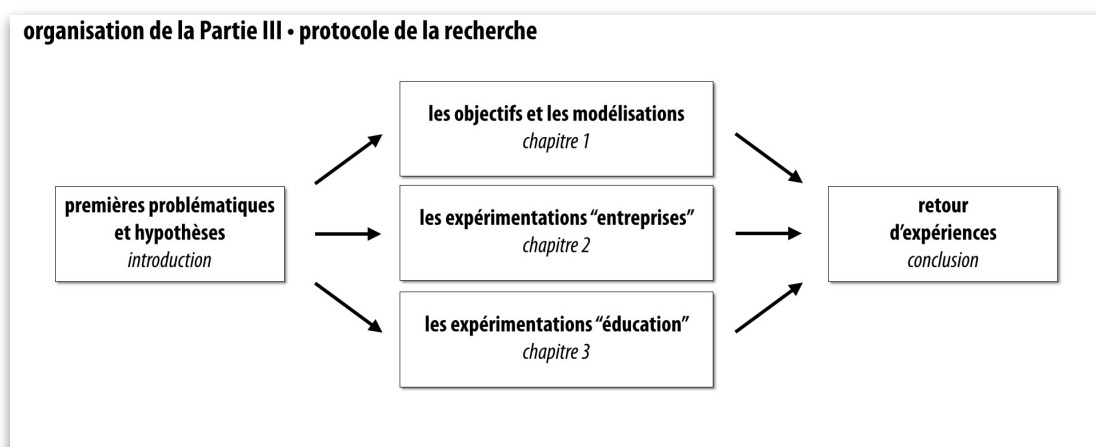 organisation de la Partie III • protocole de la recherche
premières problématiques
et hypothèses
introduction
les objectifs et les modélisations
chapitre 1
les expérimentations “entreprises”
chapitre 2
les expérimentations “éducation”
chapitre 3
retour
d’expériences
conclusion